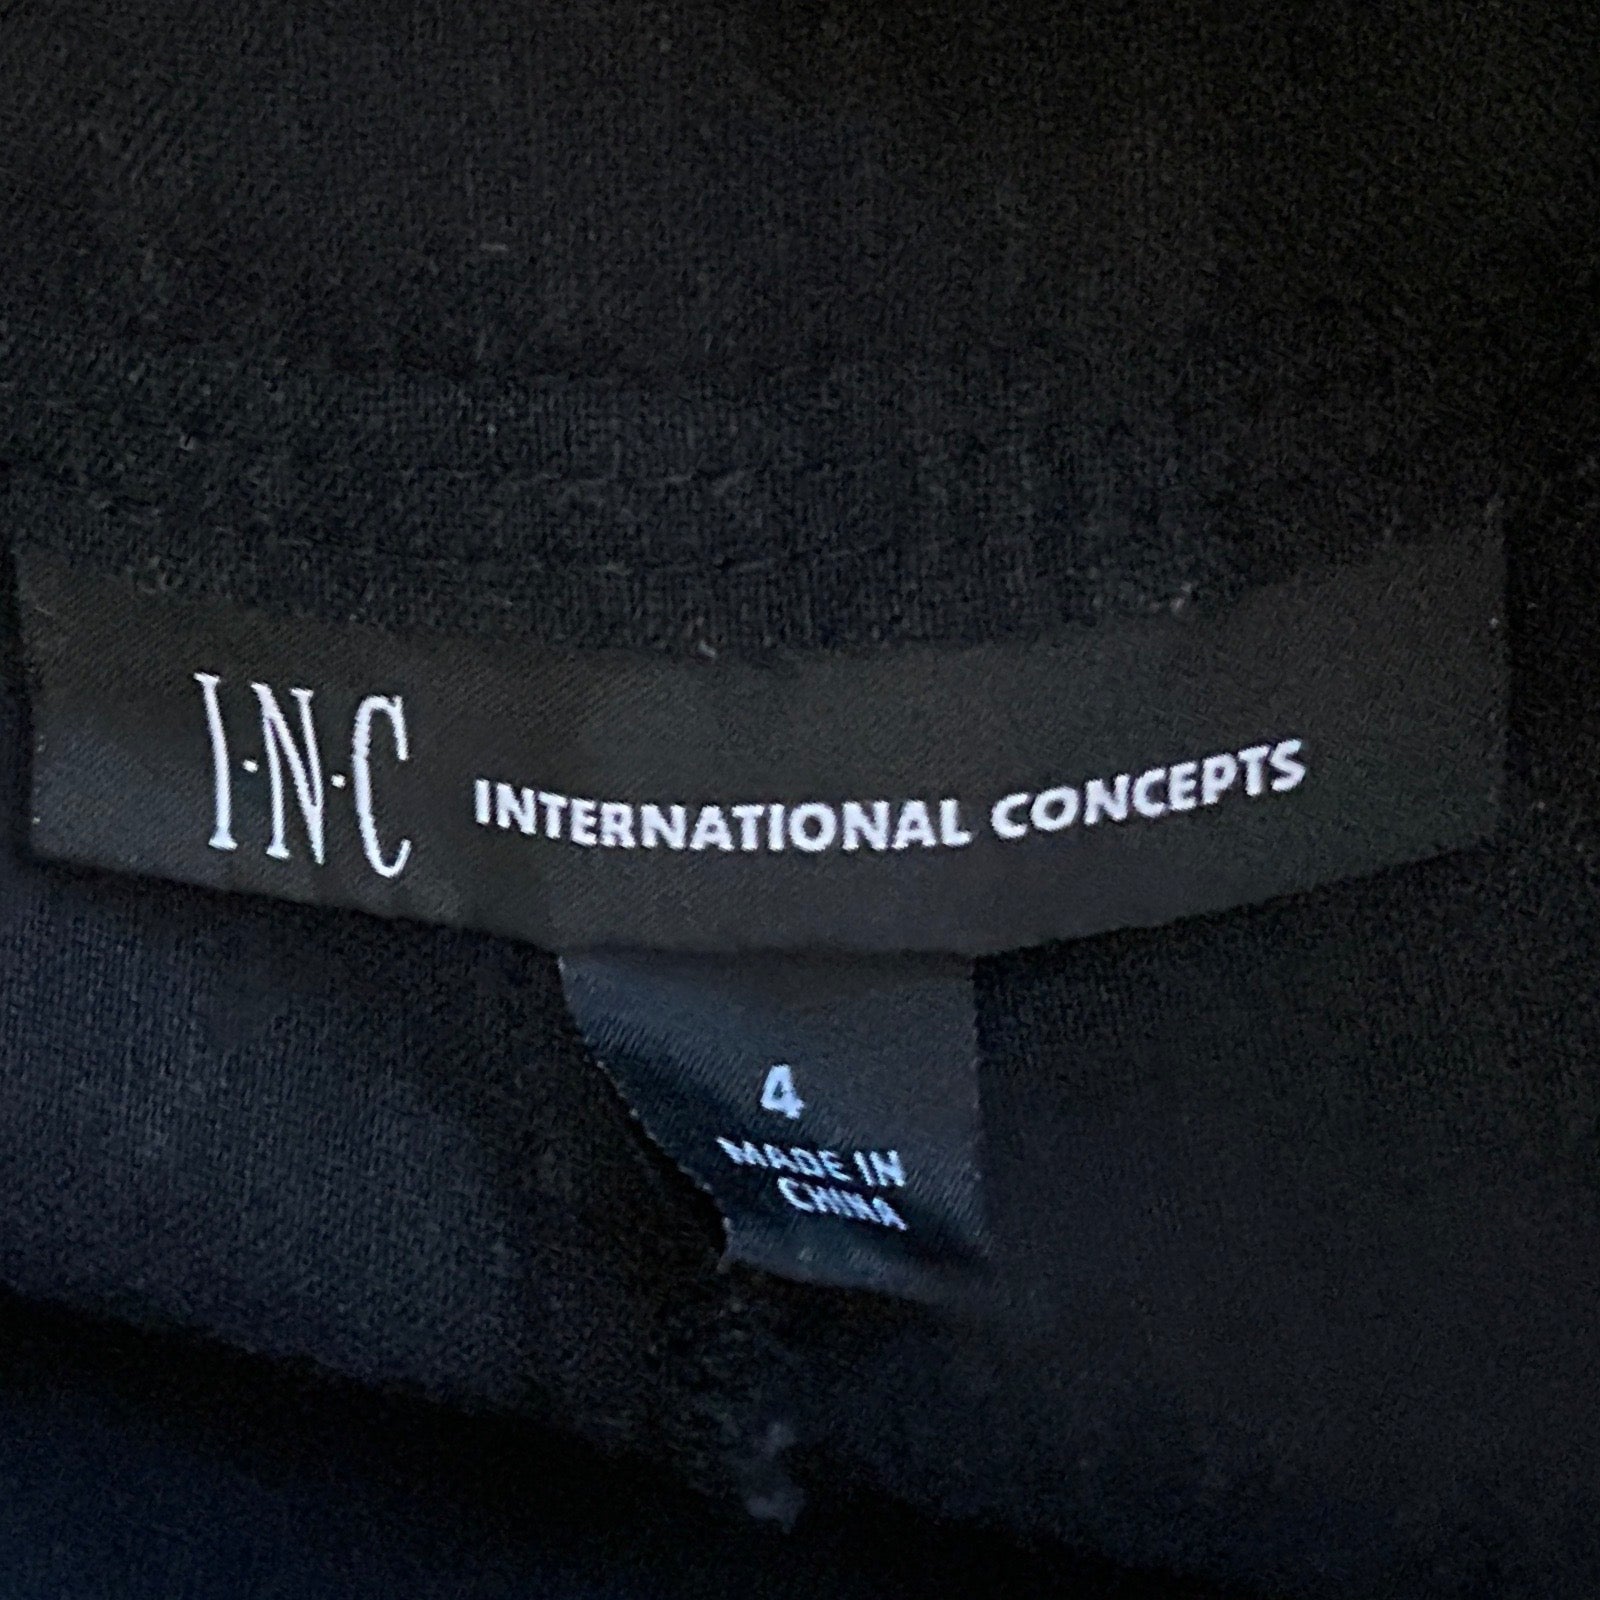 I·N·C INTERNATIONAL CONCEPTS
4
MADE IN
CHINA